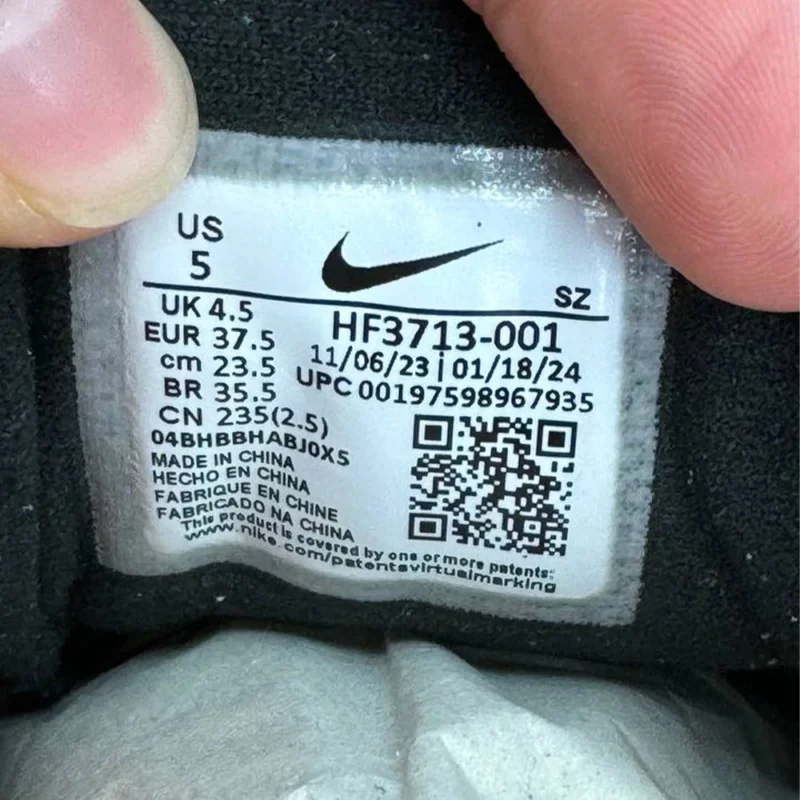 US
5
SZ
UK 4.5
EUR 37.5
cm 23.5
BR 35.5
CN 235(2.5)
HF3713-001
11/06/23 | 01/18/24
UPC 00197598967935
04BHBBHABJ0X5
MADE IN CHINA
HECHO EN CHINA
FABRIQUE EN CHINE
FABRICADO NA CHINA
This product is covered by one or more patents:
www.nike.com/patentsvirtualmarking